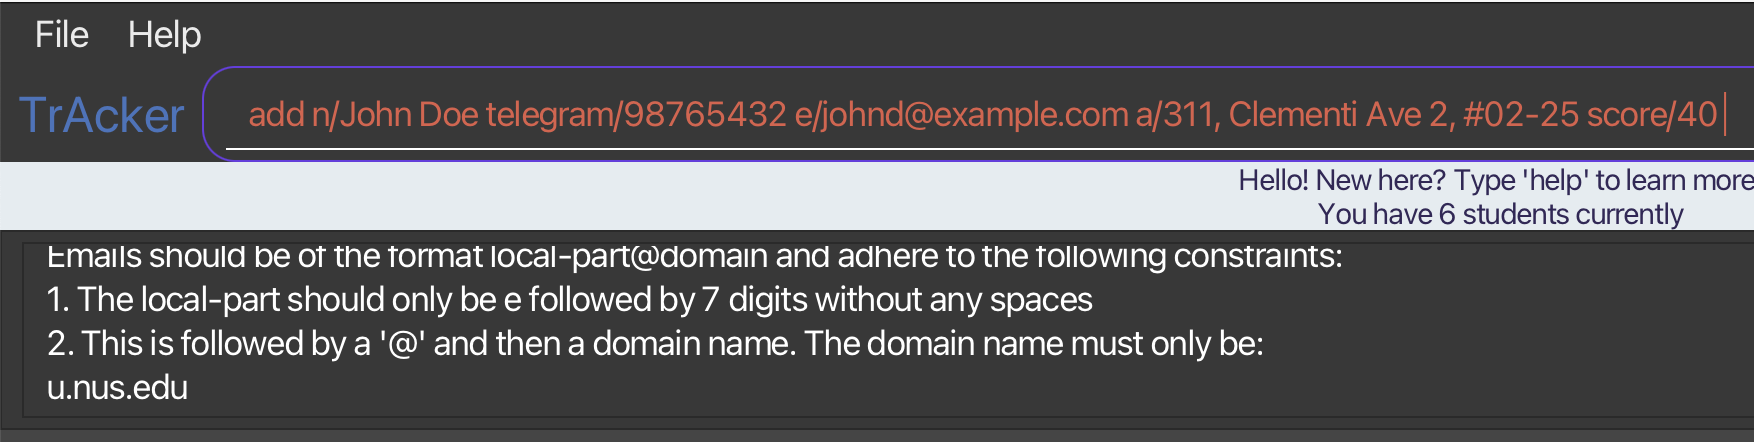 File Help
TrAcker
add n/John Doe telegram/98765432 e/johnd@example.com a/311, Clementi Ave 2, #02-25 score/40
Hello! New here? Type 'help' to learn more
You have 6 students currently
Emails should be of the format local-part@domain and adhere to the following constraints:
1. The local-part should only be e followed by 7 digits without any spaces
2. This is followed by a '@' and then a domain name. The domain name must only be:
u.nus.edu